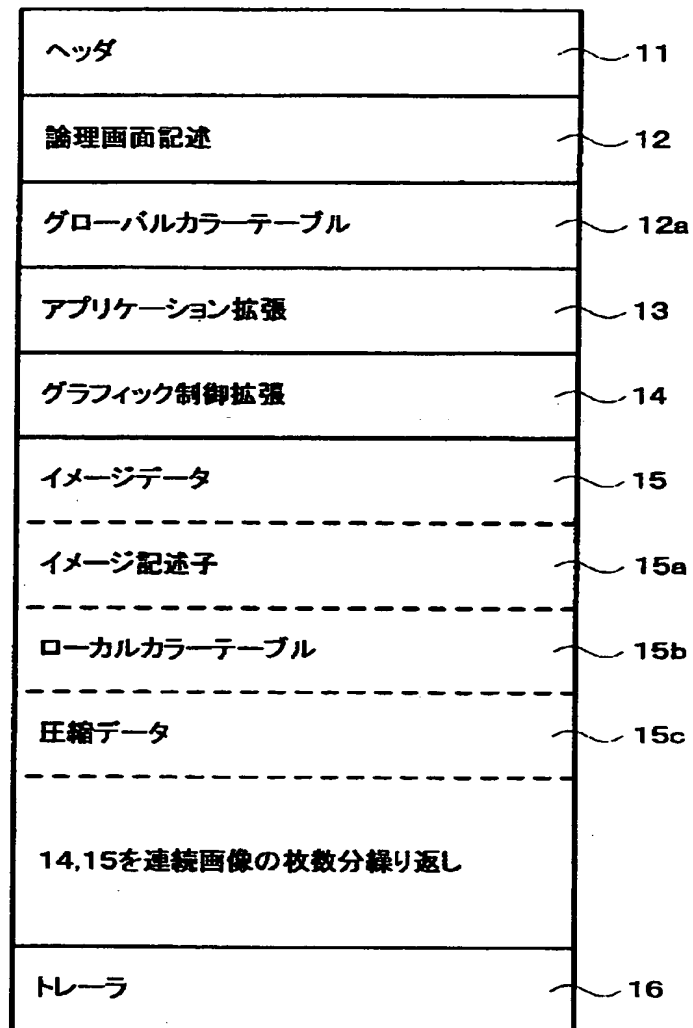 ヘッダ 11
論理画面記述 12
グローバルカラーテーブル 12a
アプリケーション拡張 13
グラフィック制御拡張 14
イメージデータ 15
イメージ記述子 15a
ローカルカラーテーブル 15b
圧縮データ 15c
14,15を連続画像の枚数分繰り返し
トレーラ 16